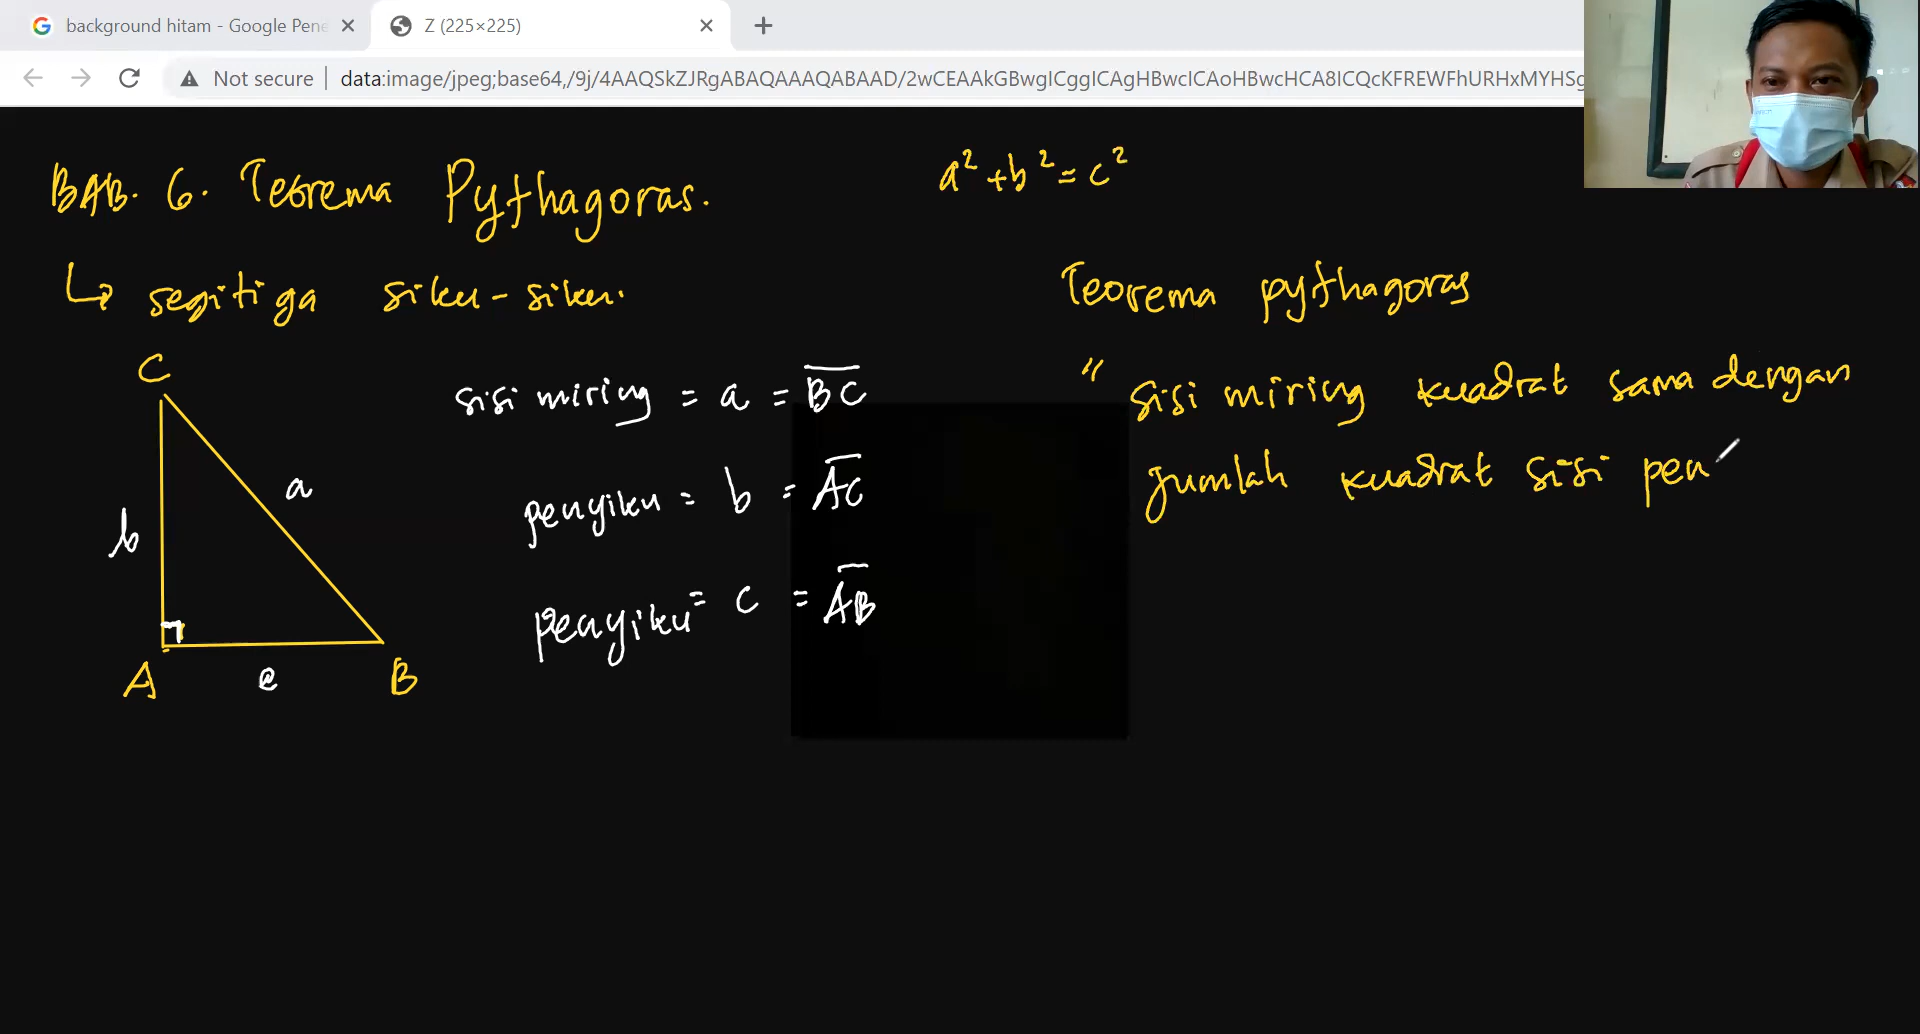 background hitam - Google Pene
Z (225×225)
Not secure
data:image/jpeg;base64,/9j/4AAQSkZJRgABAQAAAQABAAD/2wCEAAkGBwgICggICAgHBwcICAoHBwcHCA8ICQcKFREWFhURHxMYHSg
BAB. 6. Teorema Pythagoras.
a² + b² = c²
↳ segitiga siku - siku.
Teorema pythagoras
C
sisi miring = a = BC
" sisi miring kuadrat sama dengan
jumlah kuadrat sisi pen
a
penyiku = b = AC
b
penyiku = c = AB
A
c
B